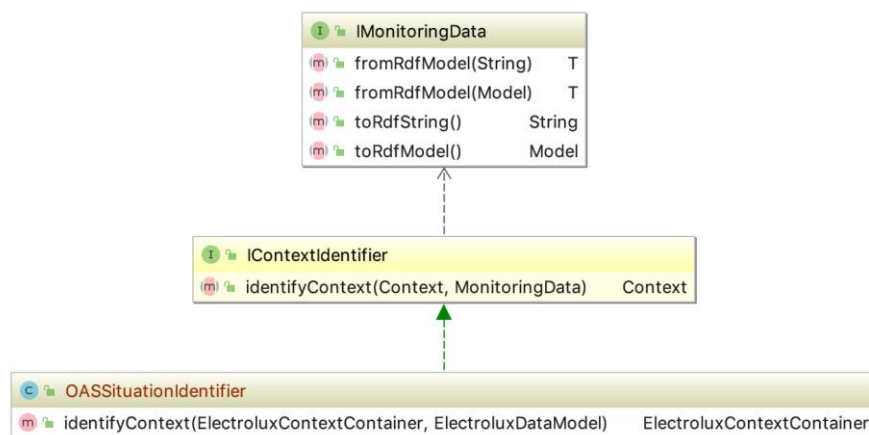 I IMonitoringData
m fromRdfModel(String) T
m fromRdfModel(Model) T
m toRdfString() String
m toRdfModel() Model
I IContextIdentifier
m identifyContext(Context, MonitoringData) Context
C OASSituationIdentifier
m identifyContext(ElectroluxContextContainer, ElectroluxDataModel) ElectroluxContextContainer